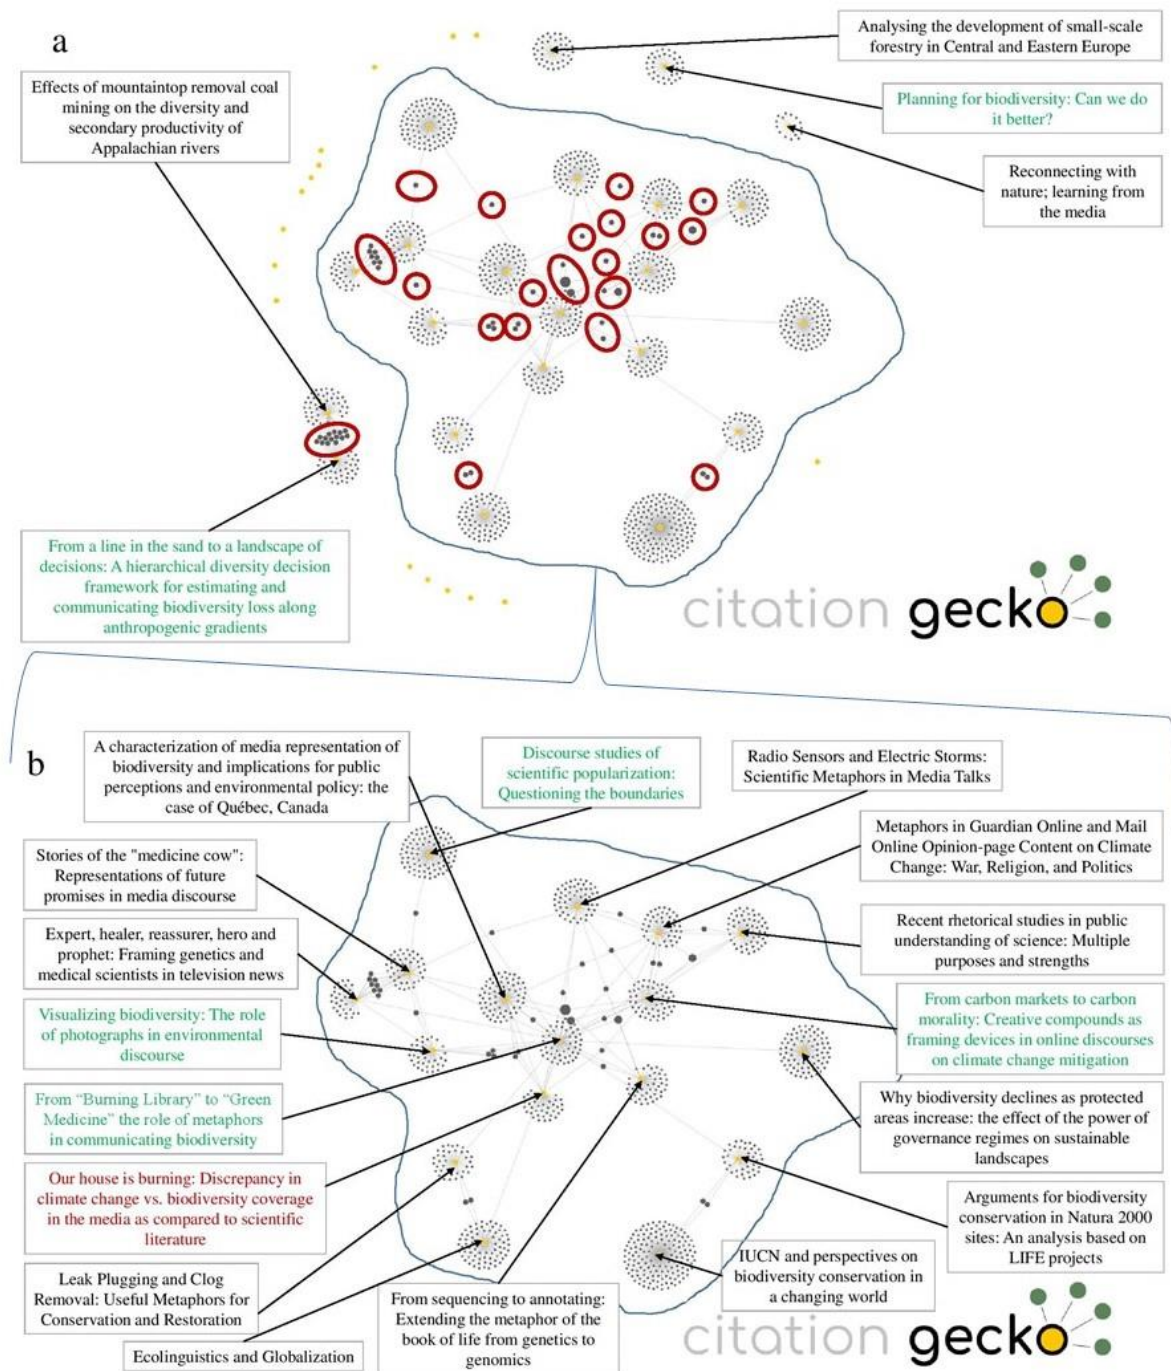 a
Analysing the development of small-scale
forestry in Central and Eastern Europe
Effects of mountaintop removal coal
mining on the diversity and
secondary productivity of
Appalachian rivers
Planning for biodiversity: Can we do
it better?
Reconnecting with
nature; learning from
the media
From a line in the sand to a landscape of
decisions: A hierarchical diversity decision
framework for estimating and
communicating biodiversity loss along
anthropogenic gradients
citation gecko
b
A characterization of media representation of
biodiversity and implications for public
perceptions and environmental policy: the
case of Québec, Canada
Discourse studies of
scientific popularization:
Questioning the boundaries
Radio Sensors and Electric Storms:
Scientific Metaphors in Media Talks
Stories of the "medicine cow":
Representations of future
promises in media discourse
Metaphors in Guardian Online and Mail
Online Opinion-page Content on Climate
Change: War, Religion, and Politics
Expert, healer, reassurer, hero and
prophet: Framing genetics and
medical scientists in television news
Recent rhetorical studies in public
understanding of science: Multiple
purposes and strengths
Visualizing biodiversity: The role
of photographs in environmental
discourse
From carbon markets to carbon
morality: Creative compounds as
framing devices in online discourses
on climate change mitigation
From “Burning Library” to “Green
Medicine” the role of metaphors
in communicating biodiversity
Why biodiversity declines as protected
areas increase: the effect of the power of
governance regimes on sustainable
landscapes
Our house is burning: Discrepancy in
climate change vs. biodiversity coverage
in the media as compared to scientific
literature
Arguments for biodiversity
conservation in Natura 2000
sites: An analysis based on
LIFE projects
Leak Plugging and Clog
Removal: Useful Metaphors for
Conservation and Restoration
IUCN and perspectives on
biodiversity conservation in
a changing world
From sequencing to annotating:
Extending the metaphor of the
book of life from genetics to
genomics
Ecolinguistics and Globalization
citation gecko